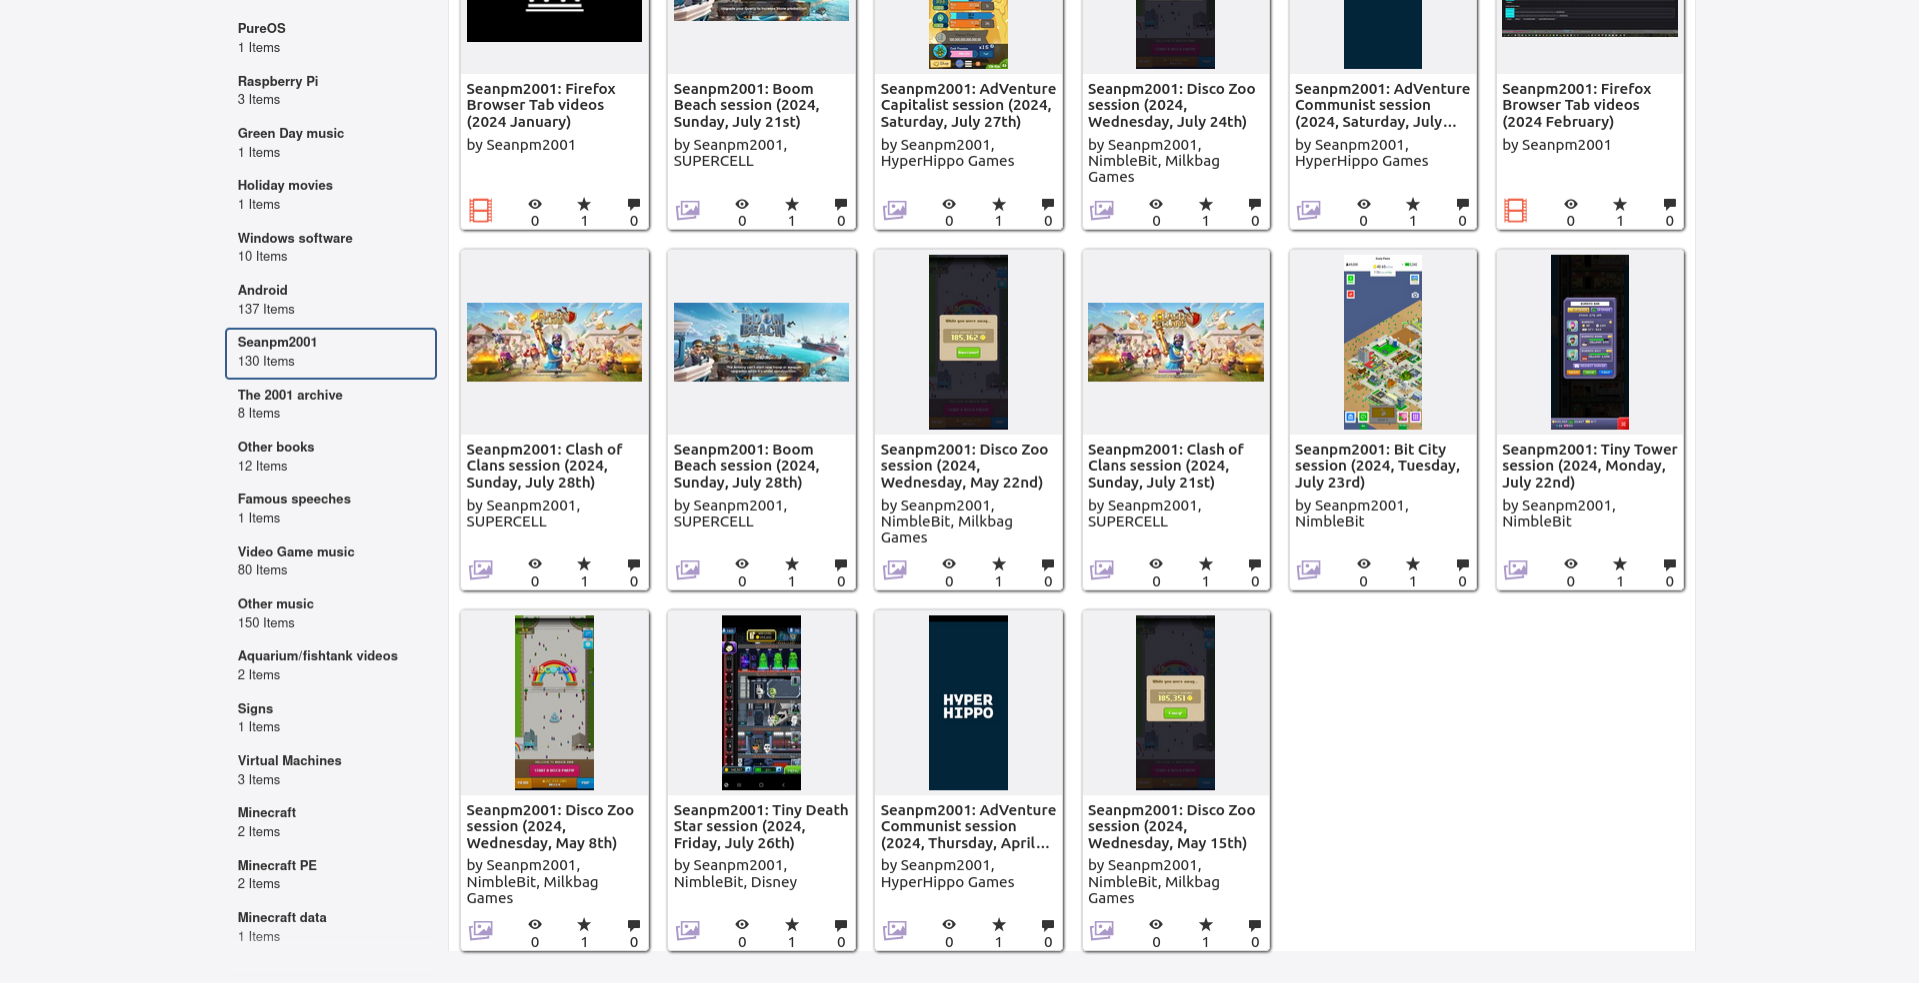 PureOS
1 Items
Raspberry Pi
3 Items
Green Day music
1 Items
Holiday movies
1 Items
Windows software
10 Items
Android
137 Items
Seanpm2001
130 Items
The 2001 archive
8 Items
Other books
12 Items
Famous speeches
1 Items
Video Game music
80 Items
Other music
150 Items
Aquarium/fishtank videos
2 Items
Signs
1 Items
Virtual Machines
3 Items
Minecraft
2 Items
Minecraft PE
2 Items
Minecraft data
1 Items
Seanpm2001: Firefox
Browser Tab videos
(2024 January)
by Seanpm2001
0 1 0
Seanpm2001: Boom
Beach session (2024,
Sunday, July 21st)
by Seanpm2001,
SUPERCELL
0 1 0
Seanpm2001: AdVenture
Capitalist session (2024,
Saturday, July 27th)
by Seanpm2001,
HyperHippo Games
0 1 0
Seanpm2001: Disco Zoo
session (2024,
Wednesday, July 24th)
by Seanpm2001,
NimbleBit, Milkbag
Games
0 1 0
Seanpm2001: AdVenture
Communist session
(2024, Saturday, July...
by Seanpm2001,
HyperHippo Games
0 1 0
Seanpm2001: Firefox
Browser Tab videos
(2024 February)
by Seanpm2001
0 1 0
Seanpm2001: Clash of
Clans session (2024,
Sunday, July 28th)
by Seanpm2001,
SUPERCELL
0 1 0
BOOM
BEACH
Seanpm2001: Boom
Beach session (2024,
Sunday, July 28th)
by Seanpm2001,
SUPERCELL
0 1 0
While you were away...
185,162
Seanpm2001: Disco Zoo
session (2024,
Wednesday, May 22nd)
by Seanpm2001,
NimbleBit, Milkbag
Games
0 1 0
Seanpm2001: Clash of
Clans session (2024,
Sunday, July 21st)
by Seanpm2001,
SUPERCELL
0 1 0
Seanpm2001: Bit City
session (2024, Tuesday,
July 23rd)
by Seanpm2001,
NimbleBit
0 1 0
Seanpm2001: Tiny Tower
session (2024, Monday,
July 22nd)
by Seanpm2001,
NimbleBit
0 1 0
Seanpm2001: Disco Zoo
session (2024,
Wednesday, May 8th)
by Seanpm2001,
NimbleBit, Milkbag
Games
0 1 0
Seanpm2001: Tiny Death
Star session (2024,
Friday, July 26th)
by Seanpm2001,
NimbleBit, Disney
0 1 0
HYPER
HIPPO
Seanpm2001: AdVenture
Communist session
(2024, Thursday, April...
by Seanpm2001,
HyperHippo Games
0 1 0
While you were away...
185,351
Seanpm2001: Disco Zoo
session (2024,
Wednesday, May 15th)
by Seanpm2001,
NimbleBit, Milkbag
Games
0 1 0